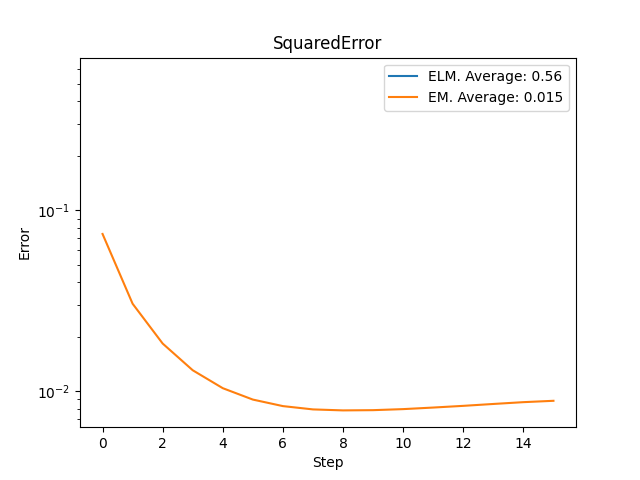 SquaredError
ELM. Average: 0.56
EM. Average: 0.015
Error
10⁻¹
10⁻²
0 2 4 6 8 10 12 14
Step